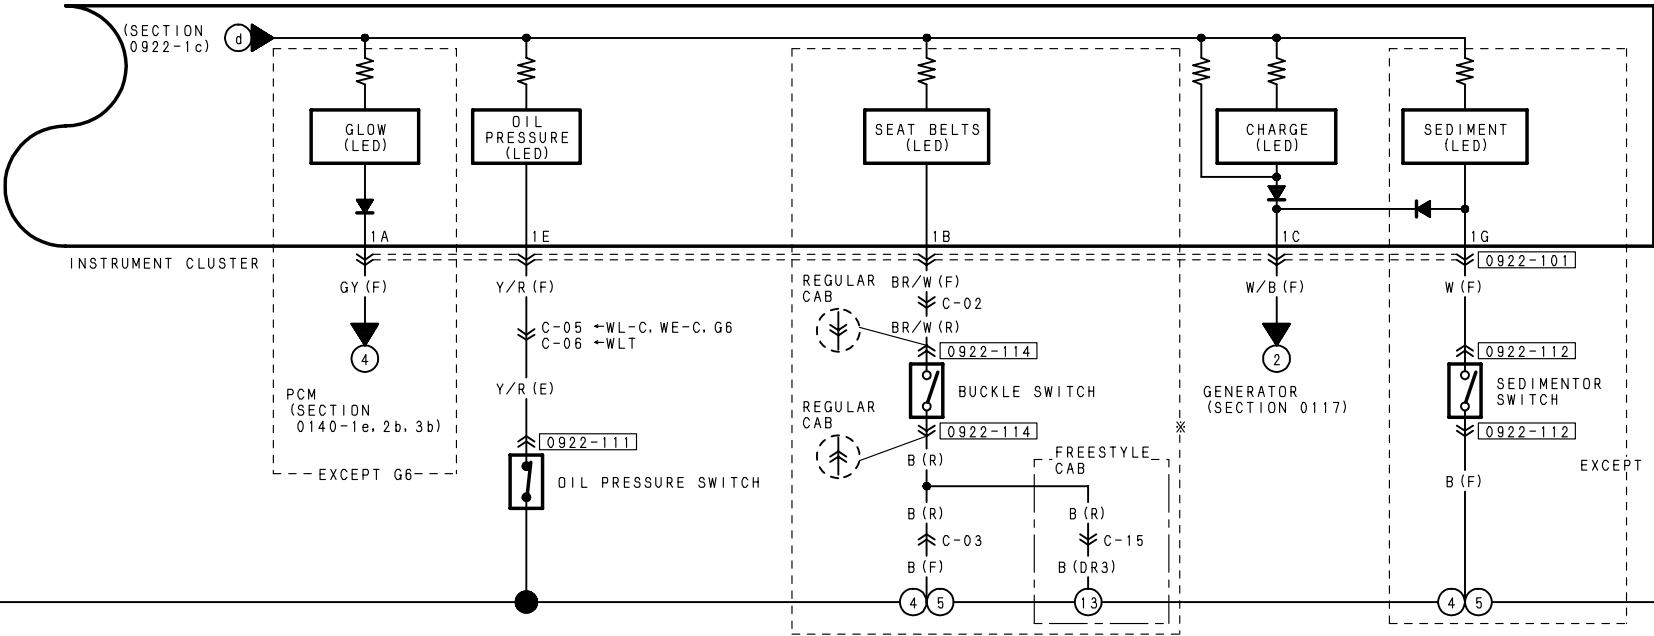 (SECTION
0922-1c)
d
GLOW
(LED)
OIL
PRESSURE
(LED)
SEAT BELTS
(LED)
CHARGE
(LED)
SEDIMENT
(LED)
1A
1E
1B
1C
1G
INSTRUMENT CLUSTER
0922-101
GY(F)
Y/R(F)
REGULAR
CAB
BR/W(F)
W/B(F)
W(F)
C-02
C-05 ←WL-C, WE-C, G6
C-06 ←WLT
BR/W(R)
0922-114
0922-112
4
2
PCM
(SECTION
0140-1e, 2b, 3b)
Y/R(E)
BUCKLE SWITCH
GENERATOR
(SECTION 0117)
SEDIMENTOR
SWITCH
REGULAR
CAB
0922-111
0922-114
※
0922-112
EXCEPT G6
OIL PRESSURE SWITCH
B(R)
FREESTYLE
CAB
EXCEPT
B(F)
B(R)
B(R)
C-03
C-15
B(F)
B(DR3)
4
5
13
4
5